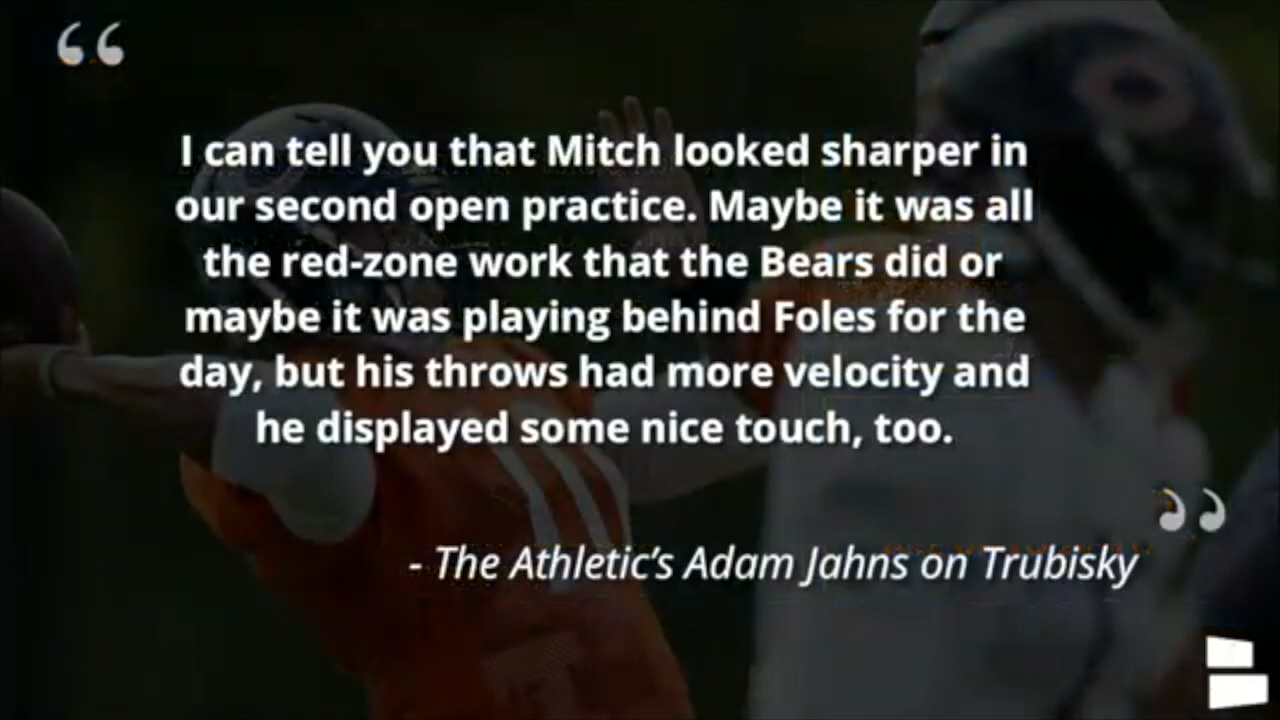 “
I can tell you that Mitch looked sharper in
our second open practice. Maybe it was all
the red-zone work that the Bears did or
maybe it was playing behind Foles for the
day, but his throws had more velocity and
he displayed some nice touch, too.
”
- The Athletic’s Adam Jahns on Trubisky